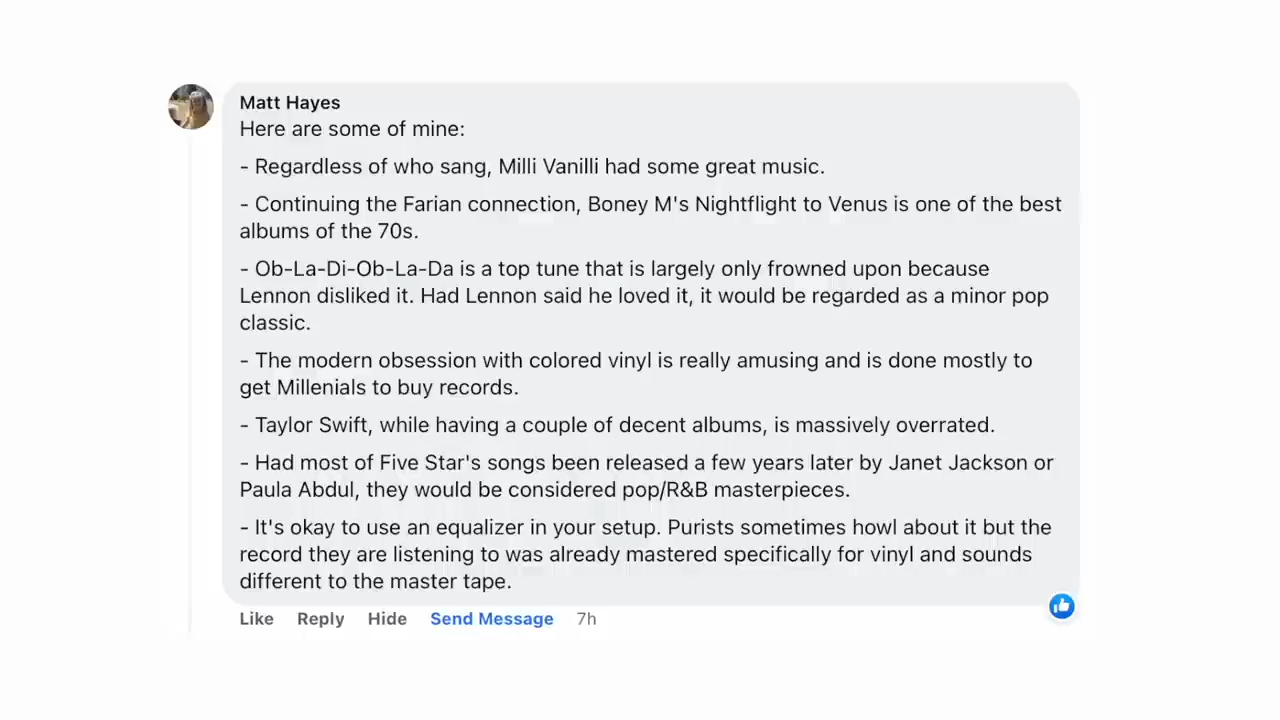 Matt Hayes
Here are some of mine:
- Regardless of who sang, Milli Vanilli had some great music.
- Continuing the Farian connection, Boney M's Nightflight to Venus is one of the best
albums of the 70s.
- Ob-La-Di-Ob-La-Da is a top tune that is largely only frowned upon because
Lennon disliked it. Had Lennon said he loved it, it would be regarded as a minor pop
classic.
- The modern obsession with colored vinyl is really amusing and is done mostly to
get Millenials to buy records.
- Taylor Swift, while having a couple of decent albums, is massively overrated.
- Had most of Five Star's songs been released a few years later by Janet Jackson or
Paula Abdul, they would be considered pop/R&B masterpieces.
- It's okay to use an equalizer in your setup. Purists sometimes howl about it but the
record they are listening to was already mastered specifically for vinyl and sounds
different to the master tape.
Like Reply Hide Send Message 7h